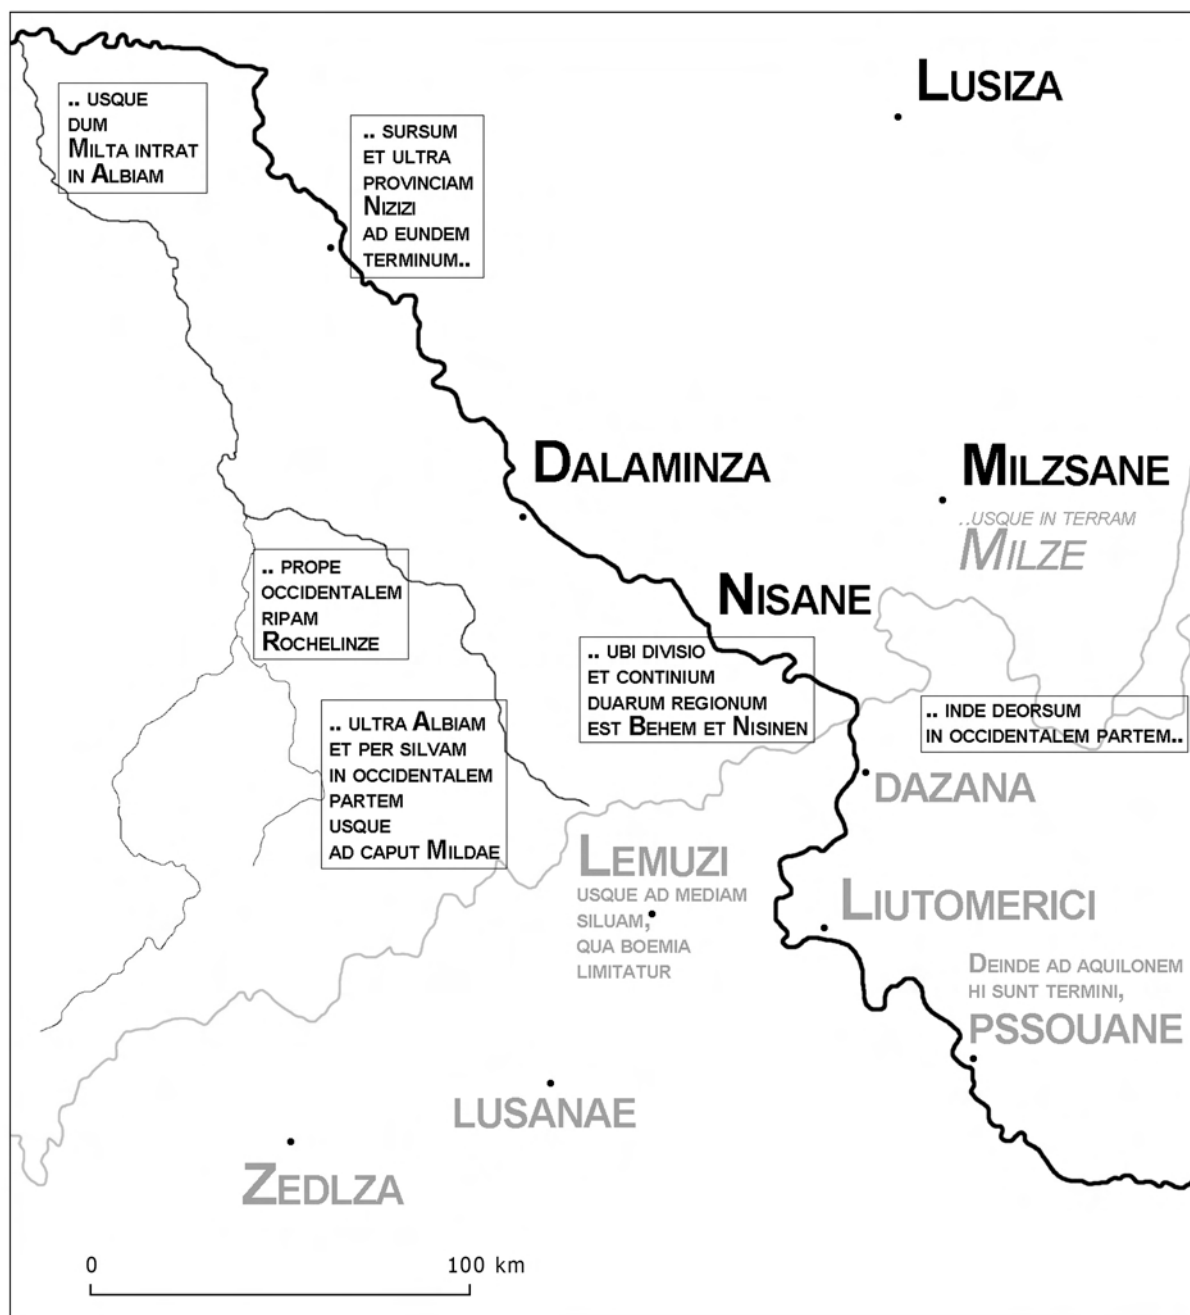 LUSIZA
.. USQUE
DUM
MILTA INTRAT
IN ALBIAM
.. SURSUM
ET ULTRA
PROVINCIAM
NIZIZI
AD EUNDEM
TERMINUM..
DALAMINZA
MILZSANE
..USQUE IN TERRAM
MILZE
.. PROPE
OCCIDENTALEM
RIPAM
ROCHELINZE
NISANE
.. UBI DIVISIO
ET CONTINIUM
DUARUM REGIONUM
EST BEHEM ET NISINEN
.. INDE DEORSUM
IN OCCIDENTALEM PARTEM..
.. ULTRA ALBIAM
ET PER SILVAM
IN OCCIDENTALEM
PARTEM
USQUE
AD CAPUT MILDAE
DAZANA
LEMUZI
USQUE AD MEDIAM
SILUAM,
QUA BOEMIA
LIMITATUR
LIUTOMERICI
DEINDE AD AQUILONEM
HI SUNT TERMINI,
PSSOUANE
LUSANAE
ZEDLZA
0 100 km